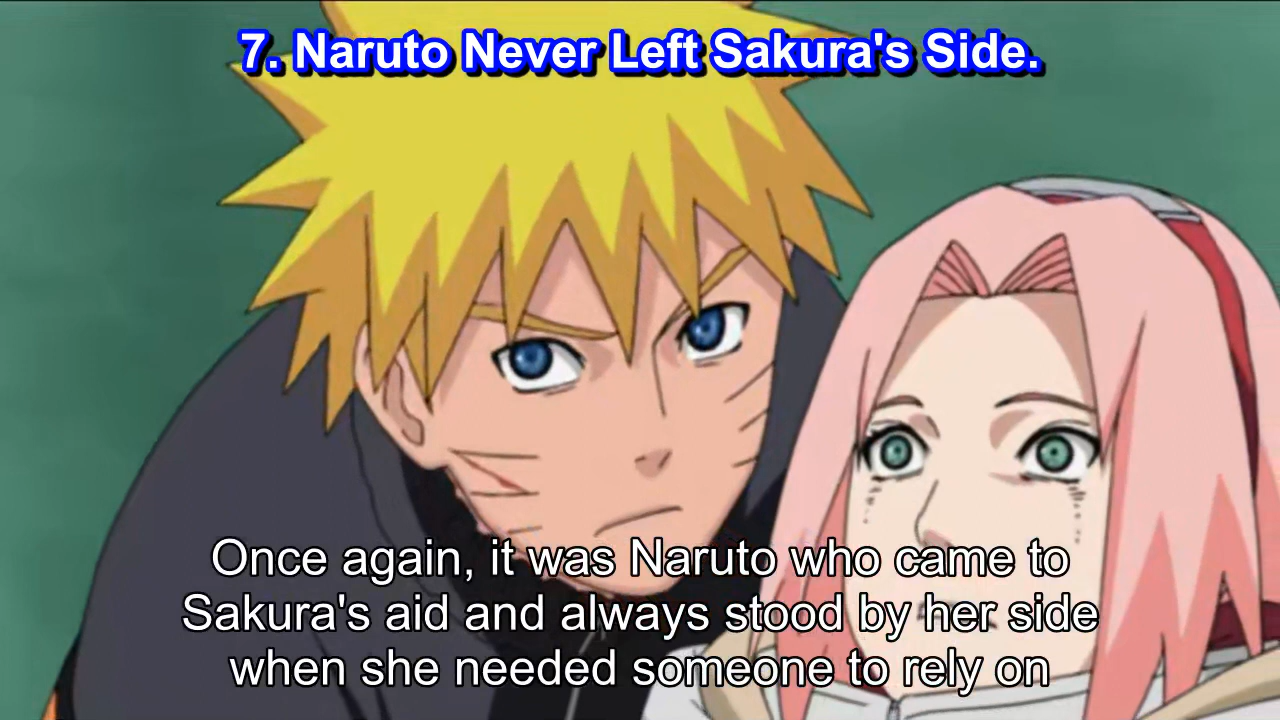 7. Naruto Never Left Sakura's Side.
Once again, it was Naruto who came to
Sakura's aid and always stood by her side
when she needed someone to rely on